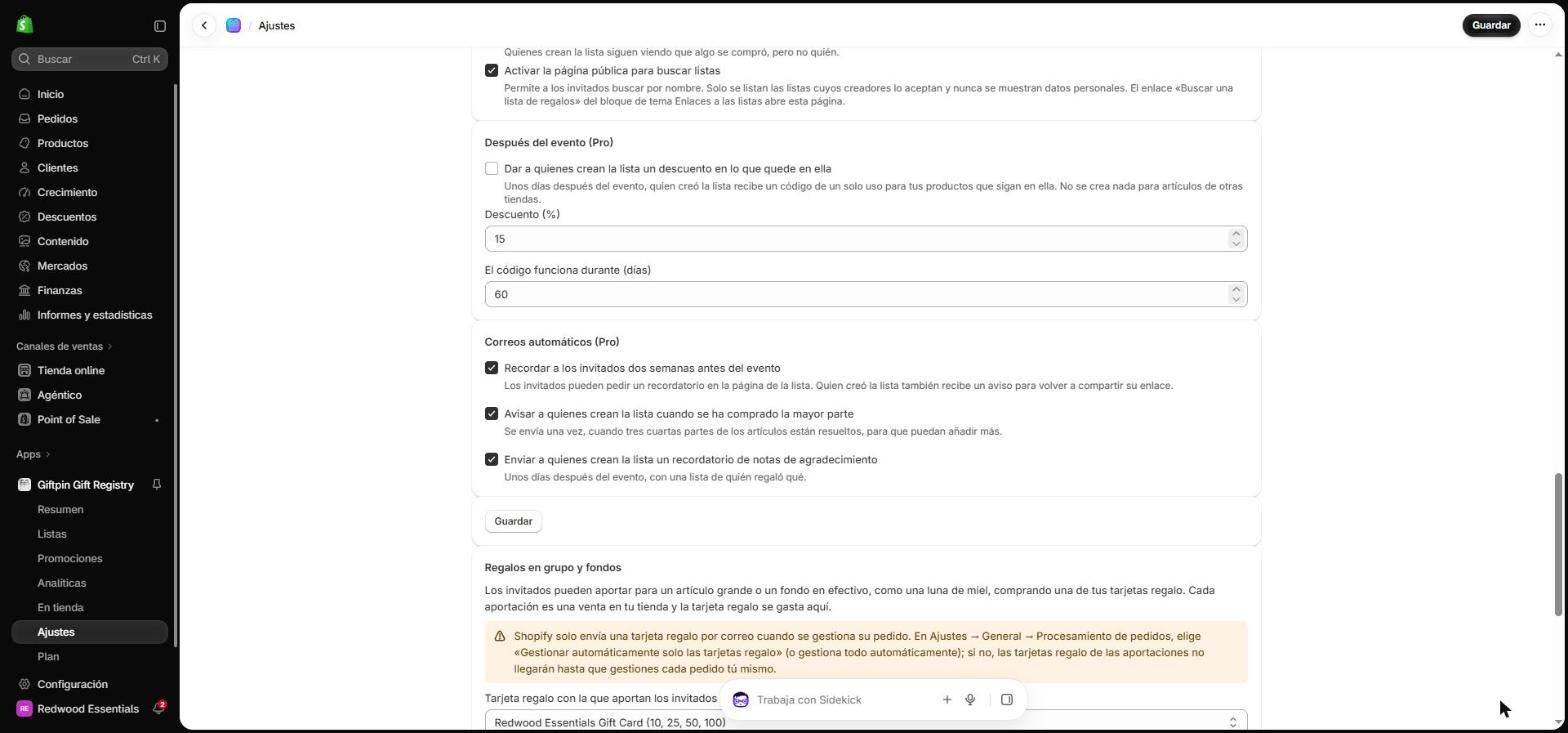 Buscar
Ctrl K
Inicio
Pedidos
Productos
Clientes
Crecimiento
Descuentos
Contenido
Mercados
Finanzas
Informes y estadísticas
Canales de ventas
Tienda online
Agéntico
Point of Sale
Apps
Giftpin Gift Registry
Resumen
Listas
Promociones
Analíticas
En tienda
Ajustes
Plan
Configuración
RE
Redwood Essentials
2
/ Ajustes
Guardar
Quienes crean la lista siguen viendo que algo se compró, pero no quién.
Activar la página pública para buscar listas
Permite a los invitados buscar por nombre. Solo se listan las listas cuyos creadores lo aceptan y nunca se muestran datos personales. El enlace «Buscar una
lista de regalos» del bloque de tema Enlaces a las listas abre esta página.
Después del evento (Pro)
Dar a quienes crean la lista un descuento en lo que quede en ella
Unos días después del evento, quien creó la lista recibe un código de un solo uso para tus productos que sigan en ella. No se crea nada para artículos de otras
tiendas.
Descuento (%)
15
El código funciona durante (días)
60
Correos automáticos (Pro)
Recordar a los invitados dos semanas antes del evento
Los invitados pueden pedir un recordatorio en la página de la lista. Quien creó la lista también recibe un aviso para volver a compartir su enlace.
Avisar a quienes crean la lista cuando se ha comprado la mayor parte
Se envía una vez, cuando tres cuartas partes de los artículos están resueltos, para que puedan añadir más.
Enviar a quienes crean la lista un recordatorio de notas de agradecimiento
Unos días después del evento, con una lista de quién regaló qué.
Guardar
Regalos en grupo y fondos
Los invitados pueden aportar para un artículo grande o un fondo en efectivo, como una luna de miel, comprando una de tus tarjetas regalo. Cada
aportación es una venta en tu tienda y la tarjeta regalo se gasta aquí.
Shopify solo envía una tarjeta regalo por correo cuando se gestiona su pedido. En Ajustes → General → Procesamiento de pedidos, elige
«Gestionar automáticamente solo las tarjetas regalo» (o gestiona todo automáticamente); si no, las tarjetas regalo de las aportaciones no
llegarán hasta que gestiones cada pedido tú mismo.
Tarjeta regalo con la que aportan los invitados
Redwood Essentials Gift Card (10, 25, 50, 100)
Trabaja con Sidekick